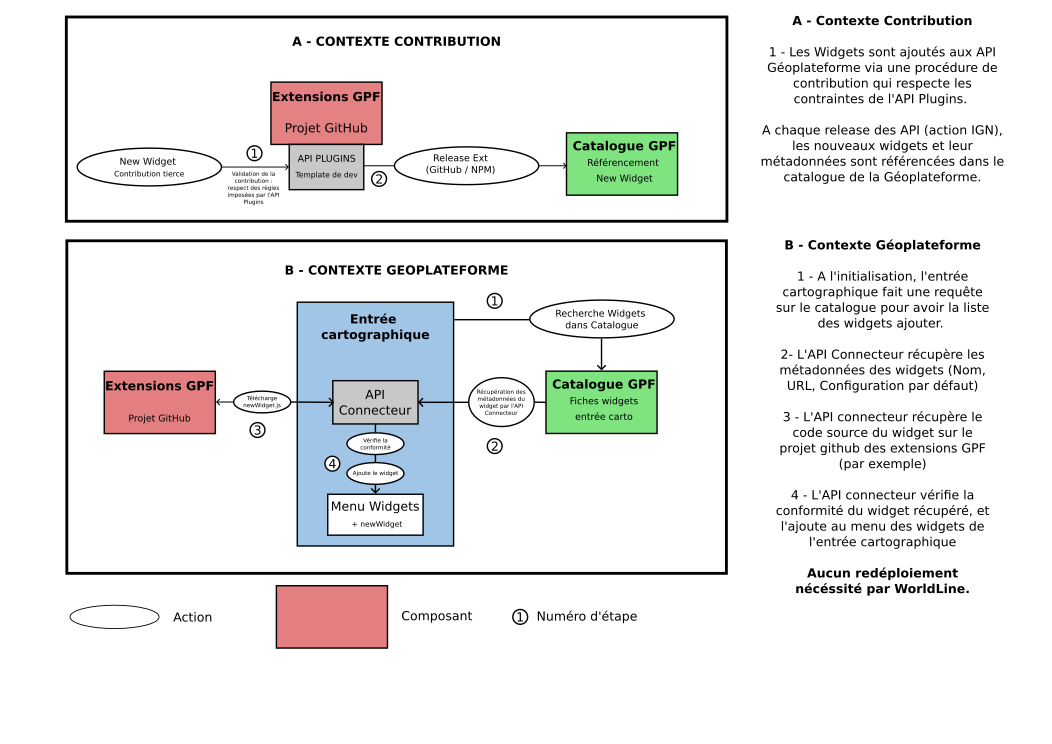 A - CONTEXTE CONTRIBUTION
Extensions GPF
Projet GitHub
API PLUGINS
Template de dev
New Widget
Contribution tierce
1
Validation de la
contribution :
respect des règles
imposées par l'API
Plugins
2
Release Ext
(GitHub / NPM)
Catalogue GPF
Référencement
New Widget
A - Contexte Contribution
1 - Les Widgets sont ajoutés aux API
Géoplateforme via une procédure de
contribution qui respecte les
contraintes de l'API Plugins.
A chaque release des API (action IGN),
les nouveaux widgets et leur
métadonnées sont référencées dans le
catalogue de la Géoplateforme.
B - CONTEXTE GEOPLATEFORME
Entrée
cartographique
1
Recherche Widgets
dans Catalogue
Extensions GPF
Projet GitHub
Télécharge
newWidget.js
3
API
Connecteur
Récupération des
métadonnées du
widget par l'API
Connecteur
2
Catalogue GPF
Fiches widgets
entrée carto
Vérifie la
conformité
4
Ajoute le widget
Menu Widgets
+ newWidget
B - Contexte Géoplateforme
1 - A l'initialisation, l'entrée
cartographique fait une requête
sur le catalogue pour avoir la liste
des widgets ajouter.
2- L'API Connecteur récupère les
métadonnées des widgets (Nom,
URL, Configuration par défaut)
3 - L'API connecteur récupère le
code source du widget sur le
projet github des extensions GPF
(par exemple)
4 - L'API connecteur vérifie la
conformité du widget récupéré, et
l'ajoute au menu des widgets de
l'entrée cartographique
Aucun redéploiement
nécéssité par WorldLine.
Action
Composant
1 Numéro d'étape